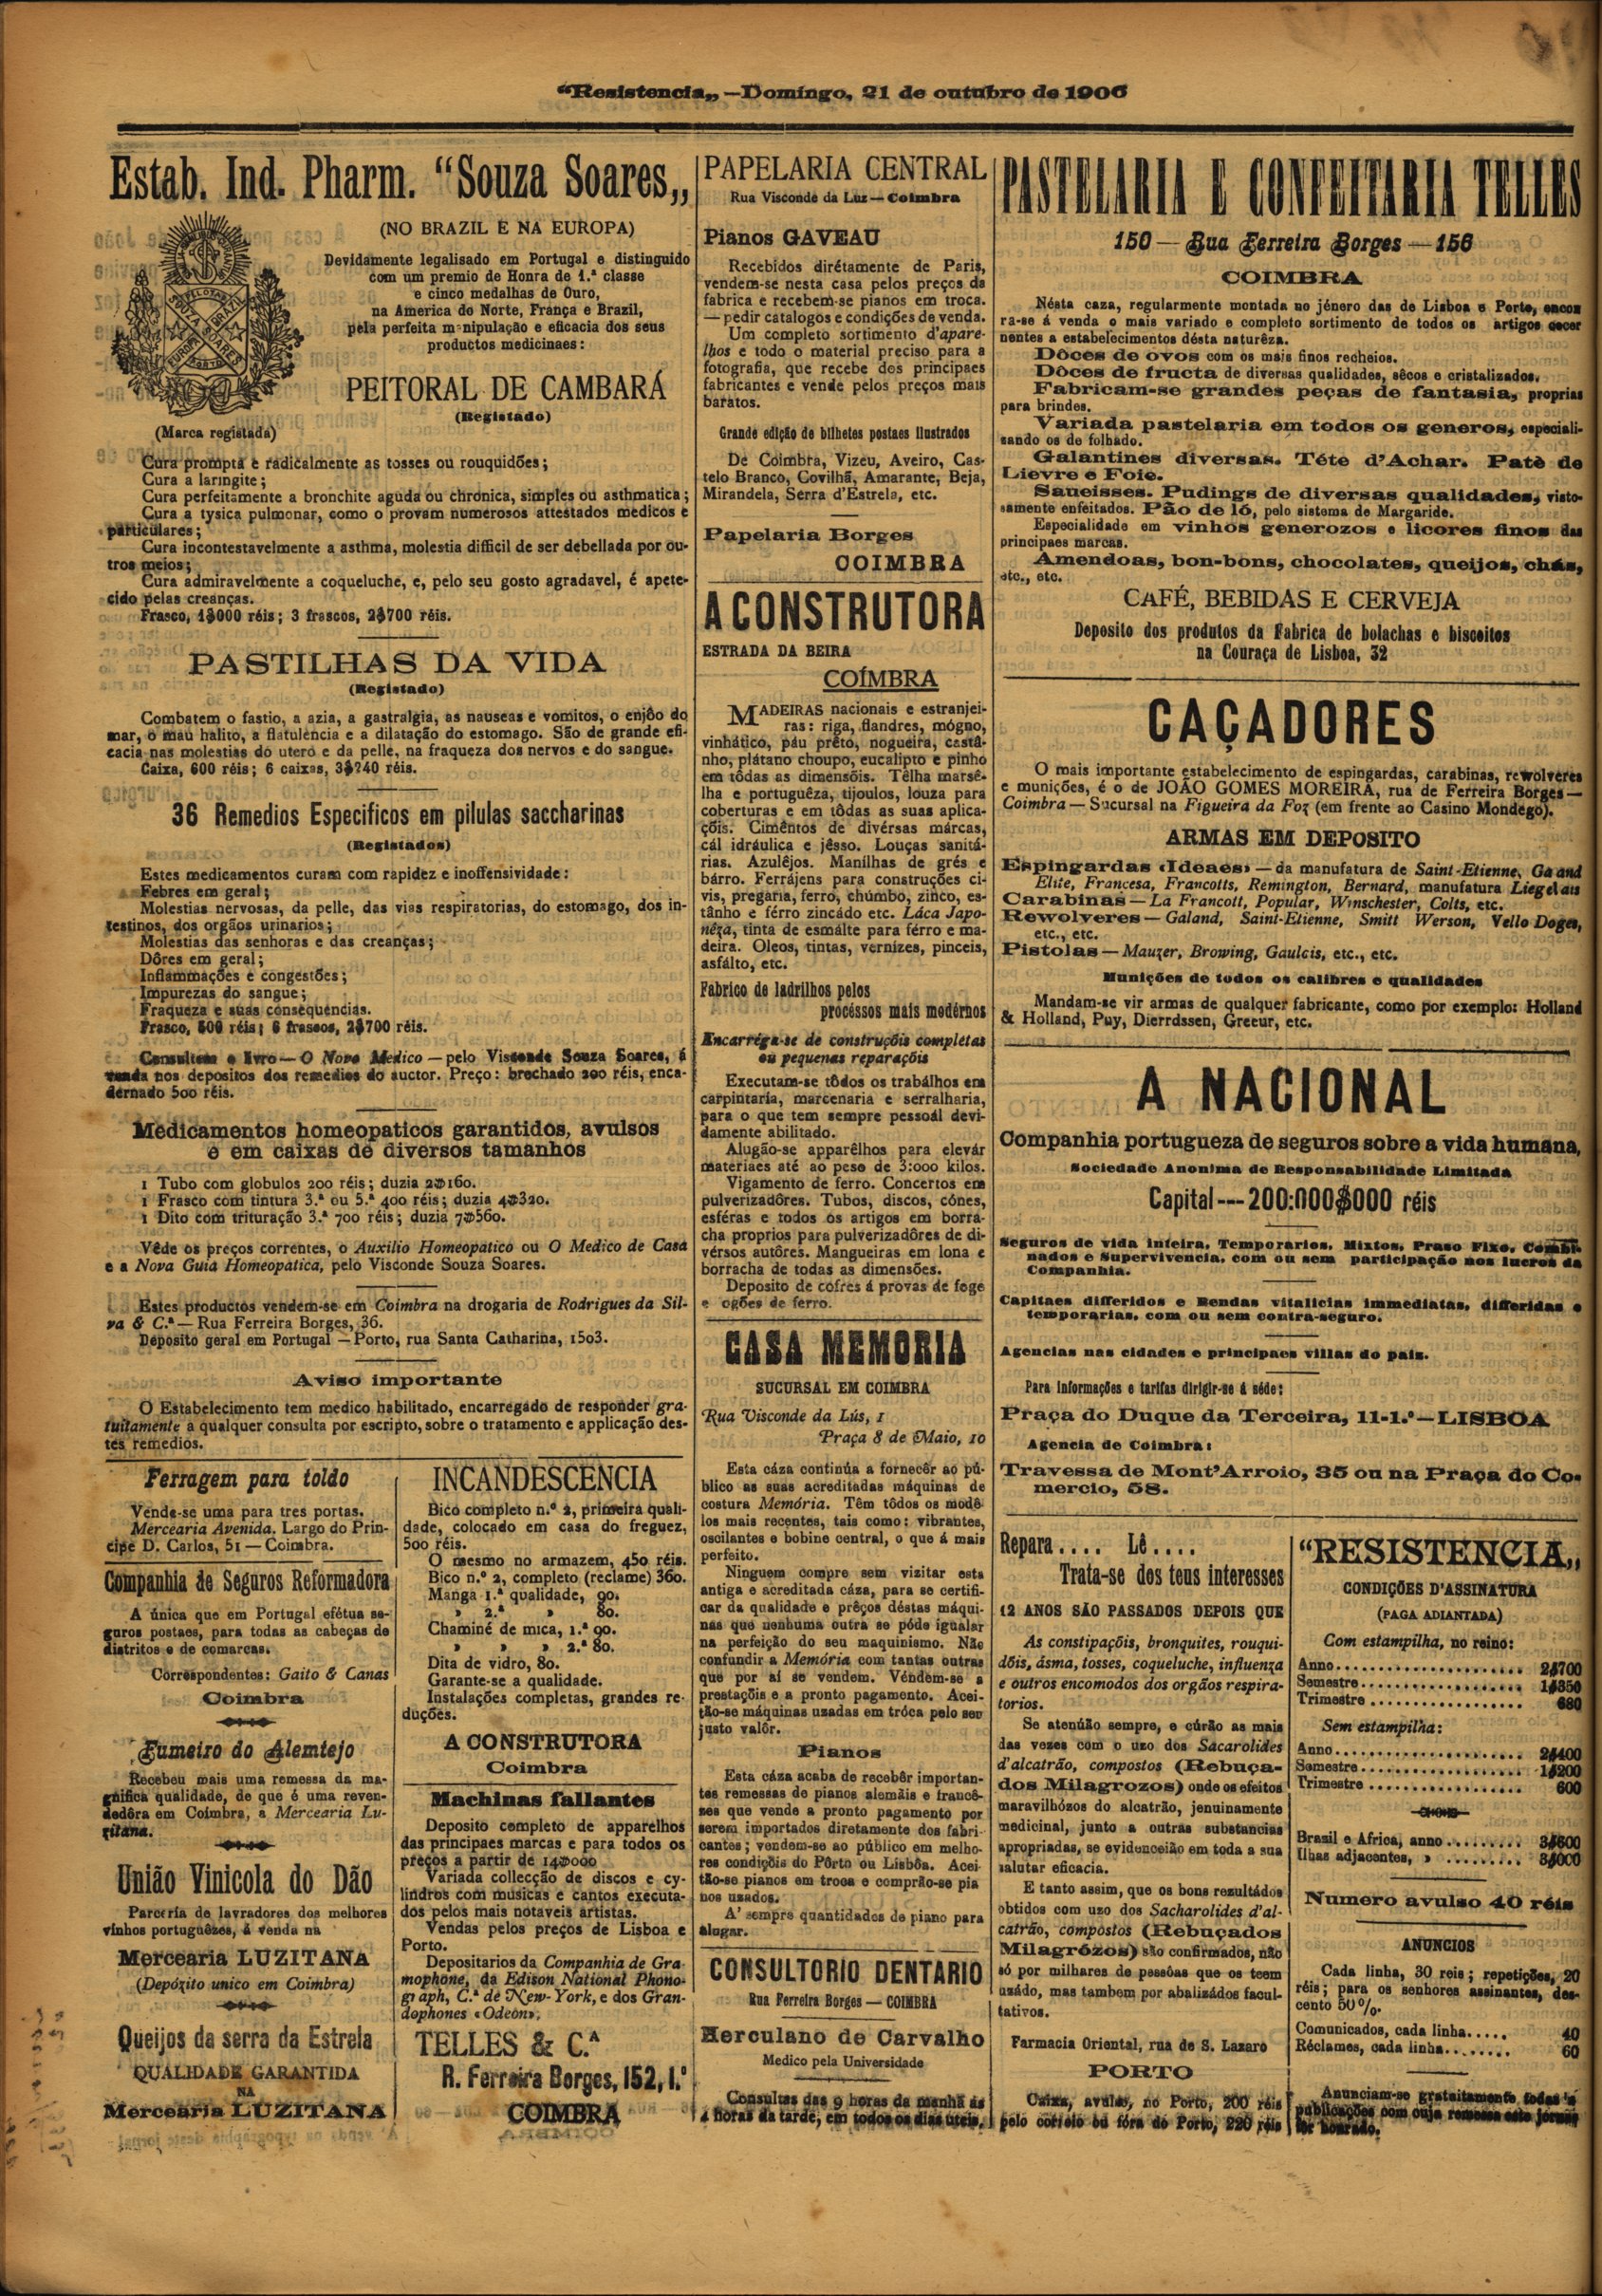 “Resistencia„ —Domingo, 21 de outubro de 1906
Estab. Ind. Pharm. “Souza Soares„
(NO BRAZIL E NA EUROPA)
Devidamente legalisado em Portugal e distinguido
com um premio de Honra de 1.ª classe
e cinco medalhas de Ouro,
na America do Norte, França e Brazil,
pela perfeita manipulação e eficacia dos seus
productos medicinaes:
PEITORAL DE CAMBARÁ
(Registado)
(Marca registada)
Cura prompta e radicalmente as tosses ou rouquidões;
Cura a laringite;
Cura perfeitamente a bronchite aguda ou chronica, simples ou asthmatica;
Cura a tysica pulmonar, como o provam numerosos attestados medicos e
particulares;
Cura incontestavelmente a asthma, molestia difficil de ser debellada por ou-
tros meios;
Cura admiravelmente a coqueluche, e, pelo seu gosto agradavel, é apete-
cido pelas creanças.
Frasco, 1$000 réis; 3 frascos, 2$700 réis.
PASTILHAS DA VIDA
(Registado)
Combatem o fastio, a azia, a gastralgia, as nauseas e vomitos, o enjôo do
mar, o mau halito, a flatulencia e a dilatação do estomago. São de grande efi-
cacia nas molestias do utero e da pelle, na fraqueza dos nervos e do sangue.
Caixa, 600 réis; 6 caixas, 3$240 réis.
36 Remedios Especificos em pilulas saccharinas
(Registados)
Estes medicamentos curam com rapidez e inoffensividade:
Febres em geral;
Molestias nervosas, da pelle, das vias respiratorias, do estomago, dos in-
testinos, dos orgãos urinarios;
Molestias das senhoras e das creanças;
Dôres em geral;
Inflammações e congestões;
Impurezas do sangue;
Fraqueza e suas consequencias.
Frasco, 500 réis; 6 frascos, 2$700 réis.
Consultem o livro—O Novo Medico—pelo Visconde Souza Soares, á
venda nos depositos dos remedios do auctor. Preço: brochado 200 réis, enca-
dernado 500 réis.
Medicamentos homeopaticos garantidos, avulsos
e em caixas de diversos tamanhos
1 Tubo com globulos 200 réis; duzia 2$160.
1 Frasco com tintura 3.ª ou 5.ª 400 réis; duzia 4$320.
1 Dito com trituração 3.ª 700 réis; duzia 7$560.
Vêde os preços correntes, o Auxilio Homeopatico ou O Medico de Casa
e a Nova Guia Homeopatica, pelo Visconde Souza Soares.
Estes productos vendem-se em Coimbra na drogaria de Rodrigues da Sil-
va & C.ª—Rua Ferreira Borges, 36.
Deposito geral em Portugal—Porto, rua Santa Catharina, 1503.
Aviso importante
O Estabelecimento tem medico habilitado, encarregado de responder gra-
tuitamente a qualquer consulta por escripto, sobre o tratamento e applicação des-
tes remedios.
Ferragem para toldo
Vende-se uma para tres portas.
Mercearia Avenida. Largo do Prin-
cipe D. Carlos, 51—Coimbra.
Companhia de Seguros Reformadora
A única que em Portugal efétua se-
guros postaes, para todas as cabeças de
distritos e de comarcas.
Correspondentes: Gaito & Canas
Coimbra
Fumeiro do Alemtejo
Recebeu mais uma remessa da ma-
gnifica qualidade, de que é uma reven-
dedôra em Coimbra, a Mercearia Lu-
zitana.
União Vinicola do Dão
Parceria de lavradores dos melhores
vinhos portuguêzes, á venda na
Mercearia LUZITANA
(Depózito unico em Coimbra)
Queijos da serra da Estrela
QUALIDADE GARANTIDA
NA
Mercearia LUZITANA
INCANDESCENCIA
Bico completo n.º 2, primeira quali-
dade, colocado em casa do freguez,
500 réis.
O mesmo no armazem, 450 réis.
Bico n.º 2, completo (reclame) 360.
Manga 1.ª qualidade, 90.
» 2.ª » 80.
Chaminé de mica, 1.ª 90.
» » » 2.ª 80.
Dita de vidro, 80.
Garante-se a qualidade.
Instalações completas, grandes re-
duções.
A CONSTRUTORA
Coimbra
Machinas fallantes
Deposito completo de apparelhos
das principaes marcas e para todos os
preços a partir de 14$000
Variada collecção de discos e cy-
lindros com musicas e cantos executa-
dos pelos mais notaveis artistas.
Vendas pelos preços de Lisboa e
Porto.
Depositarios da Companhia de Gra-
mophone, da Edison National Phono-
graph, C.ª de New-York, e dos Gran-
dophones «Odeon».
TELLES & C.ª
R. Ferreira Borges, 152, 1.º
COIMBRA
PAPELARIA CENTRAL
Rua Visconde da Luz—Coimbra
Pianos GAVEAU
Recebidos dirétamente de Paris,
vendem-se nesta casa pelos preços da
fabrica e recebem-se pianos em troca.
—pedir catalogos e condições de venda.
Um completo sortimento d'apare-
lhos e todo o material preciso para a
fotografia, que recebe dos principaes
fabricantes e vende pelos preços mais
baratos.
Grande edição de bilhetes postaes ilustrados
De Coimbra, Vizeu, Aveiro, Cas-
telo Branco, Covilhã, Amarante, Beja,
Mirandela, Serra d'Estrela, etc.
Papelaria Borges
COIMBRA
A CONSTRUTORA
ESTRADA DA BEIRA
COÍMBRA
MADEIRAS nacionais e estranjei-
ras: riga, flandres, mógno,
vinhático, páu prêto, nogueira, castâ-
nho, plátano choupo, eucalipto e pinho
em tôdas as dimensõis. Têlha marsê-
lha e portuguêza, tijoulos, louza para
coberturas e em tôdas as suas aplica-
çõis. Cimêntos de divérsas márcas,
cál idráulica e jêsso. Louças sanitá-
rias. Azulêjos. Manilhas de grés e
bárro. Ferrájens para construções ci-
vis, pregaria, ferro, chúmbo, zinco, es-
tânho e férro zincádo etc. Láca Japo-
nêza, tinta de esmálte para férro e ma-
deira. Oleos, tintas, vernizes, pinceis,
asfálto, etc.
Fabrico de ladrilhos pelos
procéssos mais modérnos
Encarréga-se de construçõis completas
ou pequenas reparaçõis
Executam-se tôdos os trabálhos em
carpintaria, marcenaria e serralharia,
para o que tem sempre pessoál devi-
damente abilitado.
Alugão-se apparêlhos para elevár
materiaes até ao peso de 3:000 kilos.
Vigamento de ferro. Concertos em
pulverizadôres. Tubos, discos, cónes,
esféras e todos os artigos em borra-
cha proprios para pulverizadôres de di-
vérsos autôres. Mangueiras em lona e
borracha de todas as dimensões.
Deposito de cofres á provas de fogo
e ogões de ferro.
CASA MEMORIA
SUCURSAL EM COIMBRA
Rua Visconde da Lús, 1
Praça 8 de Maio, 10
Esta cáza continúa a fornecêr ao pú-
blico as suas acreditadas máquinas de
costura Memória. Têm tôdos os modê
los mais recentes, tais como: vibrantes,
oscilantes e bobine central, o que á mais
perfeito.
Ninguem compre sem vizitar esta
antiga e acreditada cáza, para se certifi-
car da qualidade e prêços déstas máqui-
nas que nenhuma outra se póde igualar
na perfeição do seu maquinismo. Não
confundir a Memória com tantas outras
que por aí se vendem. Véndem-se a
prestaçõis e a pronto pagamento. Acei-
tão-se máquinas uzadas em tróca pelo seu
justo valôr.
Pianos
Esta cáza acaba de recebêr importan-
tes remessas de pianos alemãis e francê-
zes que vende a pronto pagamento por
serem importados diretamente dos fabri-
cantes; vendem-se ao público em melho-
res condiçõis do Pôrto ou Lisbôa. Acei-
tão-se pianos em troca e comprão-se pia
nos uzados.
A' sempre quantidades de piano para
alugar.
CONSULTORIO DENTARIO
Rua Ferreira Borges — COIMBRA
Herculano de Carvalho
Medico pela Universidade
Consultas das 9 horas da manhã ás
4 horas da tarde, em todos os dias úteis.
PASTELARIA E CONFEITARIA TELLES
150 — Rua Ferreira Borges — 156
COIMBRA
Nésta caza, regularmente montada no jénero das de Lisboa e Porto, encon
ra-se á venda o mais variado e completo sortimento de todos os artigos
nentes a estabelecimentos désta naturêza.
Dôces de ovos com os mais finos recheios.
Dôces de fructa de diversas qualidades, sêcos e cristalizados.
Fabricam-se grandes peças de fantasia, proprias
para brindes.
Variada pastelaria em todos os generos, especiali-
sando os de folhado.
Galantines diversas. Téte d'Achar. Patè de
Lievre e Foie.
Saueisses. Pudings de diversas qualidades, visto-
samente enfeitados. Pão de ló, pelo sistema de Margaride.
Especialidade em vinhos generozos e licores finos das
principaes marcas.
Amendoas, bon-bons, chocolates, queijos, chás,
etc., etc.
CAFÉ, BEBIDAS E CERVEJA
Deposito dos produtos da Fabrica de bolachas e biscoitos
na Couraça de Lisboa, 32
CAÇADORES
O mais importante estabelecimento de espingardas, carabinas, rewolveres
e munições, é o de JOÃO GOMES MOREIRA, rua de Ferreira Borges—
Coimbra—Sucursal na Figueira da Foz (em frente ao Casino Mondego).
ARMAS EM DEPOSITO
Espingardas «Ideaes»—da manufatura de Saint-Etienne,
Elite, Francesa, Francotts, Remington, Bernard, manufatura
Carabinas—La Francott, Popular, Winschester, Colts, etc.
Rewolveres—Galand, Saint-Etienne, Smitt Werson, Vello Doges,
etc., etc.
Pistolas—Mauzer, Browing, Gaulcis, etc., etc.
Munições de todos os calibres e qualidades
Mandam-se vir armas de qualquer fabricante, como por exemplo: Holland
& Holland, Puy, Dierrdssen, Greeur, etc.
A NACIONAL
Companhia portugueza de seguros sobre a vida humana,
Sociedade Anonima de Responsabilidade Limitada
Capital---200:000$000 réis
Seguros de vida inteira, Temporarios, Mixtos, Praso Fixo, Combi-
nados e Supervivencia, com ou sem participação nos lucros da
Companhia.
Capitaes differidos e Rendas vitalicias immediatas, differidas e
temporarias, com ou sem contra-seguro.
Agencias nas cidades e principaes villas do paiz.
Para informações e tarifas dirigir-se á séde:
Praça do Duque da Terceira, 11-1.º—LISBOA
Agencia de Coimbra:
Travessa de Mont'Arroio, 35 ou na Praça do Co-
mercio, 58.
Repara.... Lê....
Trata-se dos teus interesses
12 ANOS SÃO PASSADOS DEPOIS QUE
As constipaçõis, bronquites, rouqui-
dõis, ásma, tosses, coqueluche, influenza
e outros encomodos dos orgãos respira-
torios.
Se atenúão sempre, e cúrão as mais
das vezes com o uzo dos Sacarolides
d'alcatrão, compostos (Rebuça-
dos Milagrozos) onde os efeitos
maravilhózos do alcatrão, jenuinamente
medicinal, junto a outras substancias
apropriadas, se evidenceião em toda a sua
salutar eficacia.
E tanto assim, que os bons rezultádos
obtidos com uzo dos Sacharolides d'al-
catrão, compostos (Rebuçados
Milagrózos) são confirmados, não
só por milhares de pessôas que os teem
uzádo, mas tambem por abalizádos facul-
tativos.
Farmacia Oriental, rua de S. Lazaro
PORTO
Caixa, avulso, no Porto, 200 réis
pelo correio ou fóra do Porto, 220 réis
“RESISTENCIA„
CONDIÇÕES D'ASSINATURA
(PAGA ADIANTADA)
Com estampilha, no reino:
Anno...................... 2$700
Semestre................... 1$350
Trimestre.................. 680
Sem estampilha:
Anno...................... 2$400
Semestre................... 1$200
Trimestre.................. 600
Brazil e Africa, anno......... 3$600
Ilhas adjacentes, » ......... 3$000
Numero avulso 40 réis
ANUNCIOS
Cada linha, 30 reis; repetições, 20
réis; para os senhores assinantes, des-
cento 50%.
Comunicados, cada linha..... 40
Réclames, cada linha........ 60
Anunciam-se gratuitamente todas as
publicações com cuja remessa este jornal
fôr honrado.